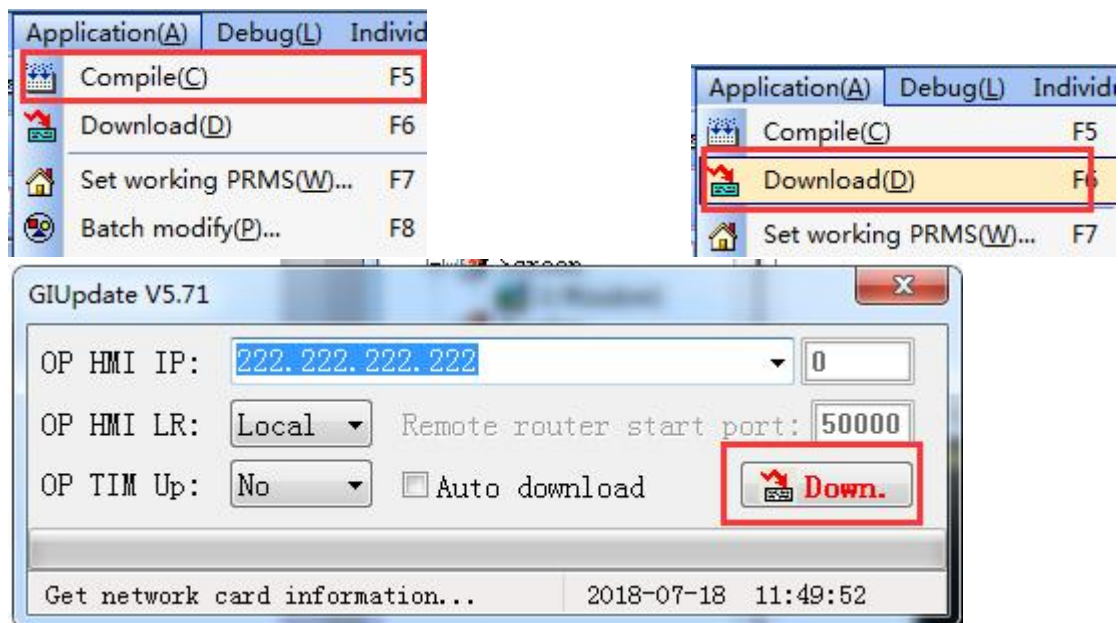 Application(A) Debug(L) Individ
Compile(C) F5
Download(D) F6
Set working PRMS(W)... F7
Batch modify(P)... F8
Application(A) Debug(L) Individu
Compile(C) F5
Download(D) F6
Set working PRMS(W)... F7
GIUpdate V5.71
OP HMI IP: 222.222.222.222 0
OP HMI LR: Local Remote router start port: 50000
OP TIM Up: No Auto download Down.
Get network card information... 2018-07-18 11:49:52